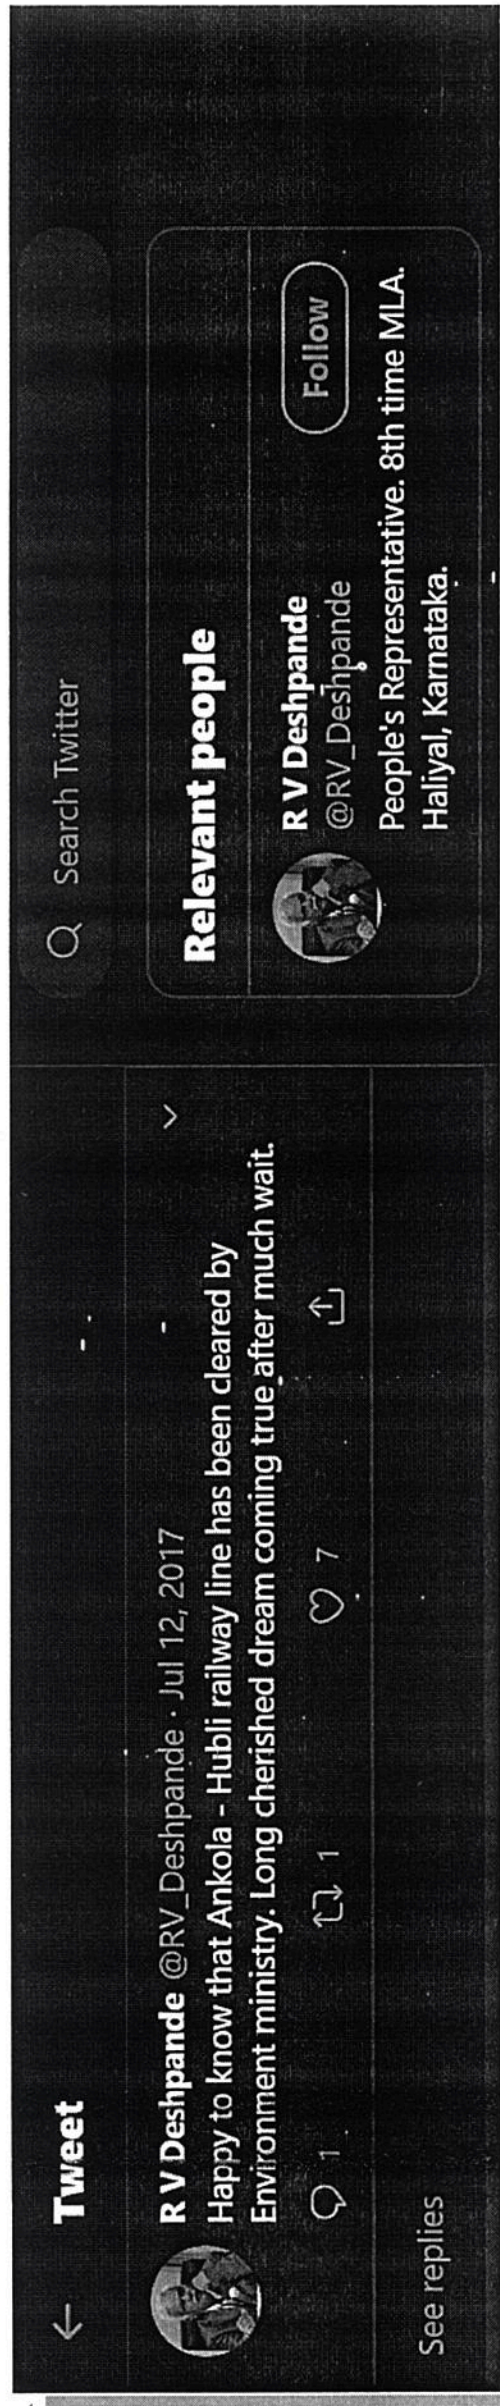 Tweet
R V Deshpande @RV_Deshpande · Jul 12, 2017
Happy to know that Ankola - Hubli railway line has been cleared by
Environment ministry. Long cherished dream coming true after much wait.
1 1 7
See replies
Search Twitter
Relevant people
R V Deshpande
@RV_Deshpande
Follow
People's Representative. 8th time MLA.
Haliyal, Karnataka.